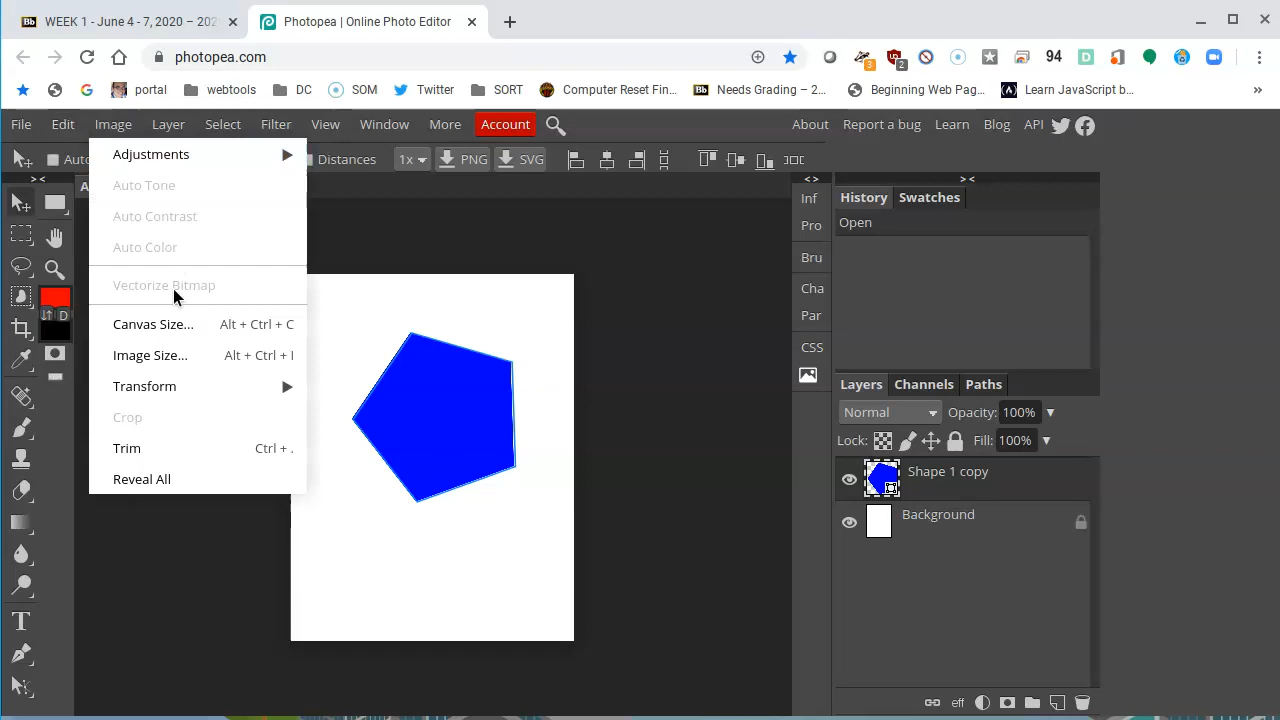 WEEK 1 - June 4 - 7, 2020 – 202
Photopea | Online Photo Editor
photopea.com
3
2
94
D
portal
webtools
DC
SOM
Twitter
SORT
Computer Reset Fin...
Bb Needs Grading – 2...
Beginning Web Pag...
Learn JavaScript b...
»
File Edit Image Layer Select Filter View Window More Account
About Report a bug Learn Blog API
Auto
Distances
1x
PNG
SVG
> <
< >
> <
A
Adjustments
Auto Tone
Auto Contrast
Auto Color
Vectorize Bitmap
Canvas Size... Alt + Ctrl + C
Image Size... Alt + Ctrl + I
Transform
Crop
Trim Ctrl + .
Reveal All
D
T
Inf
Pro
Bru
Cha
Par
CSS
History Swatches
Open
Layers Channels Paths
Normal Opacity: 100%
Lock: Fill: 100%
Shape 1 copy
Background
eff